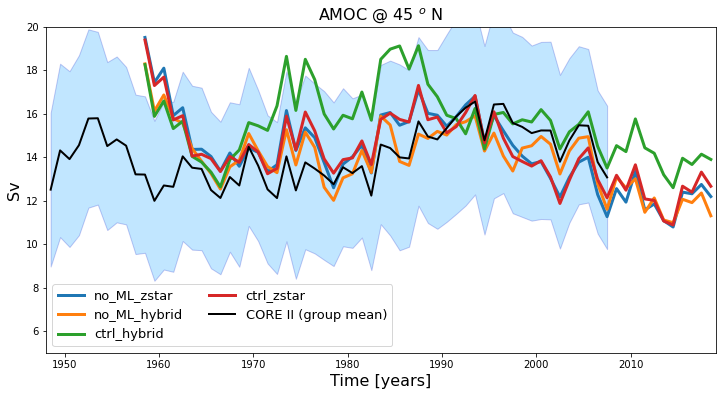 AMOC @ 45 ° N
Sv
20
18
16
14
12
10
8
6
no_ML_zstar
no_ML_hybrid
ctrl_hybrid
ctrl_zstar
CORE II (group mean)
1950
1960
1970
1980
1990
2000
2010
Time [years]